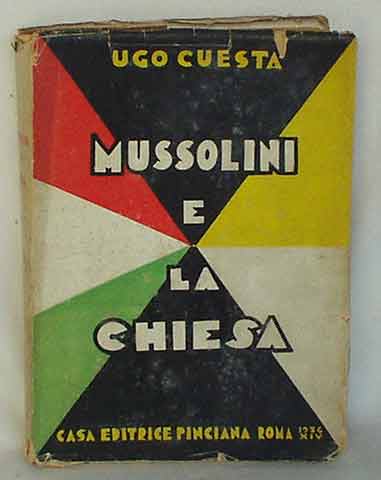 UGO CUESTA
MUSSOLINI
E
LA
CHIESA
CASA EDITRICE PINCIANA ROMA